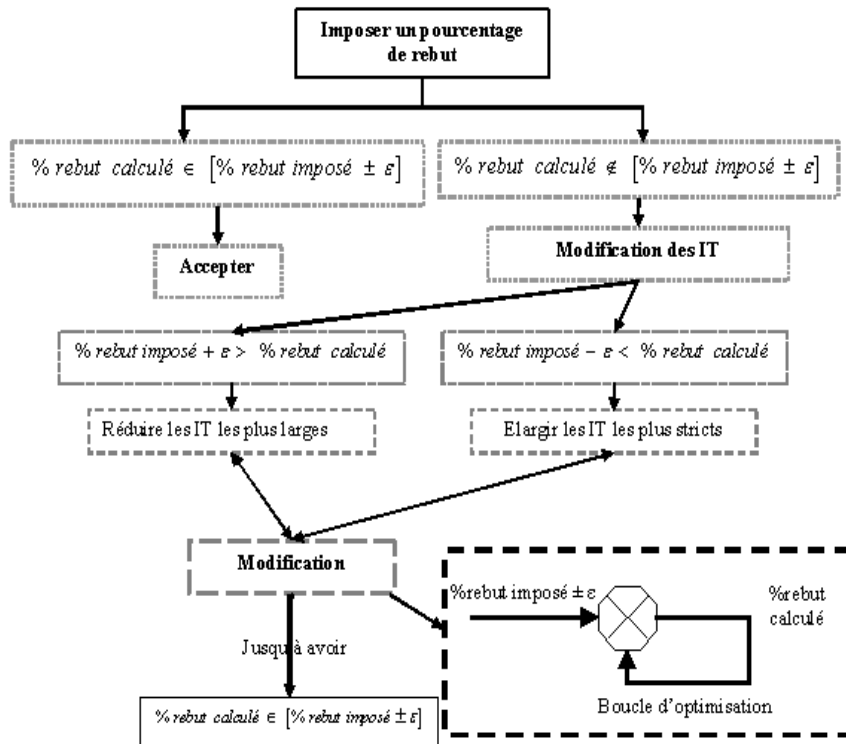 Imposer un pourcentage
de rebut
% rebut calculé ∈ [% rebut imposé ± ε]
% rebut calculé ∉ [% rebut imposé ± ε]
Accepter
Modification des IT
% rebut imposé + ε > % rebut calculé
% rebut imposé − ε < % rebut calculé
Réduire les IT les plus larges
Elargir les IT les plus stricts
Modification
%rebut imposé ± ε
%rebut
calculé
Jusqu'à avoir
Boucle d'optimisation
% rebut calculé ∈ [% rebut imposé ± ε]